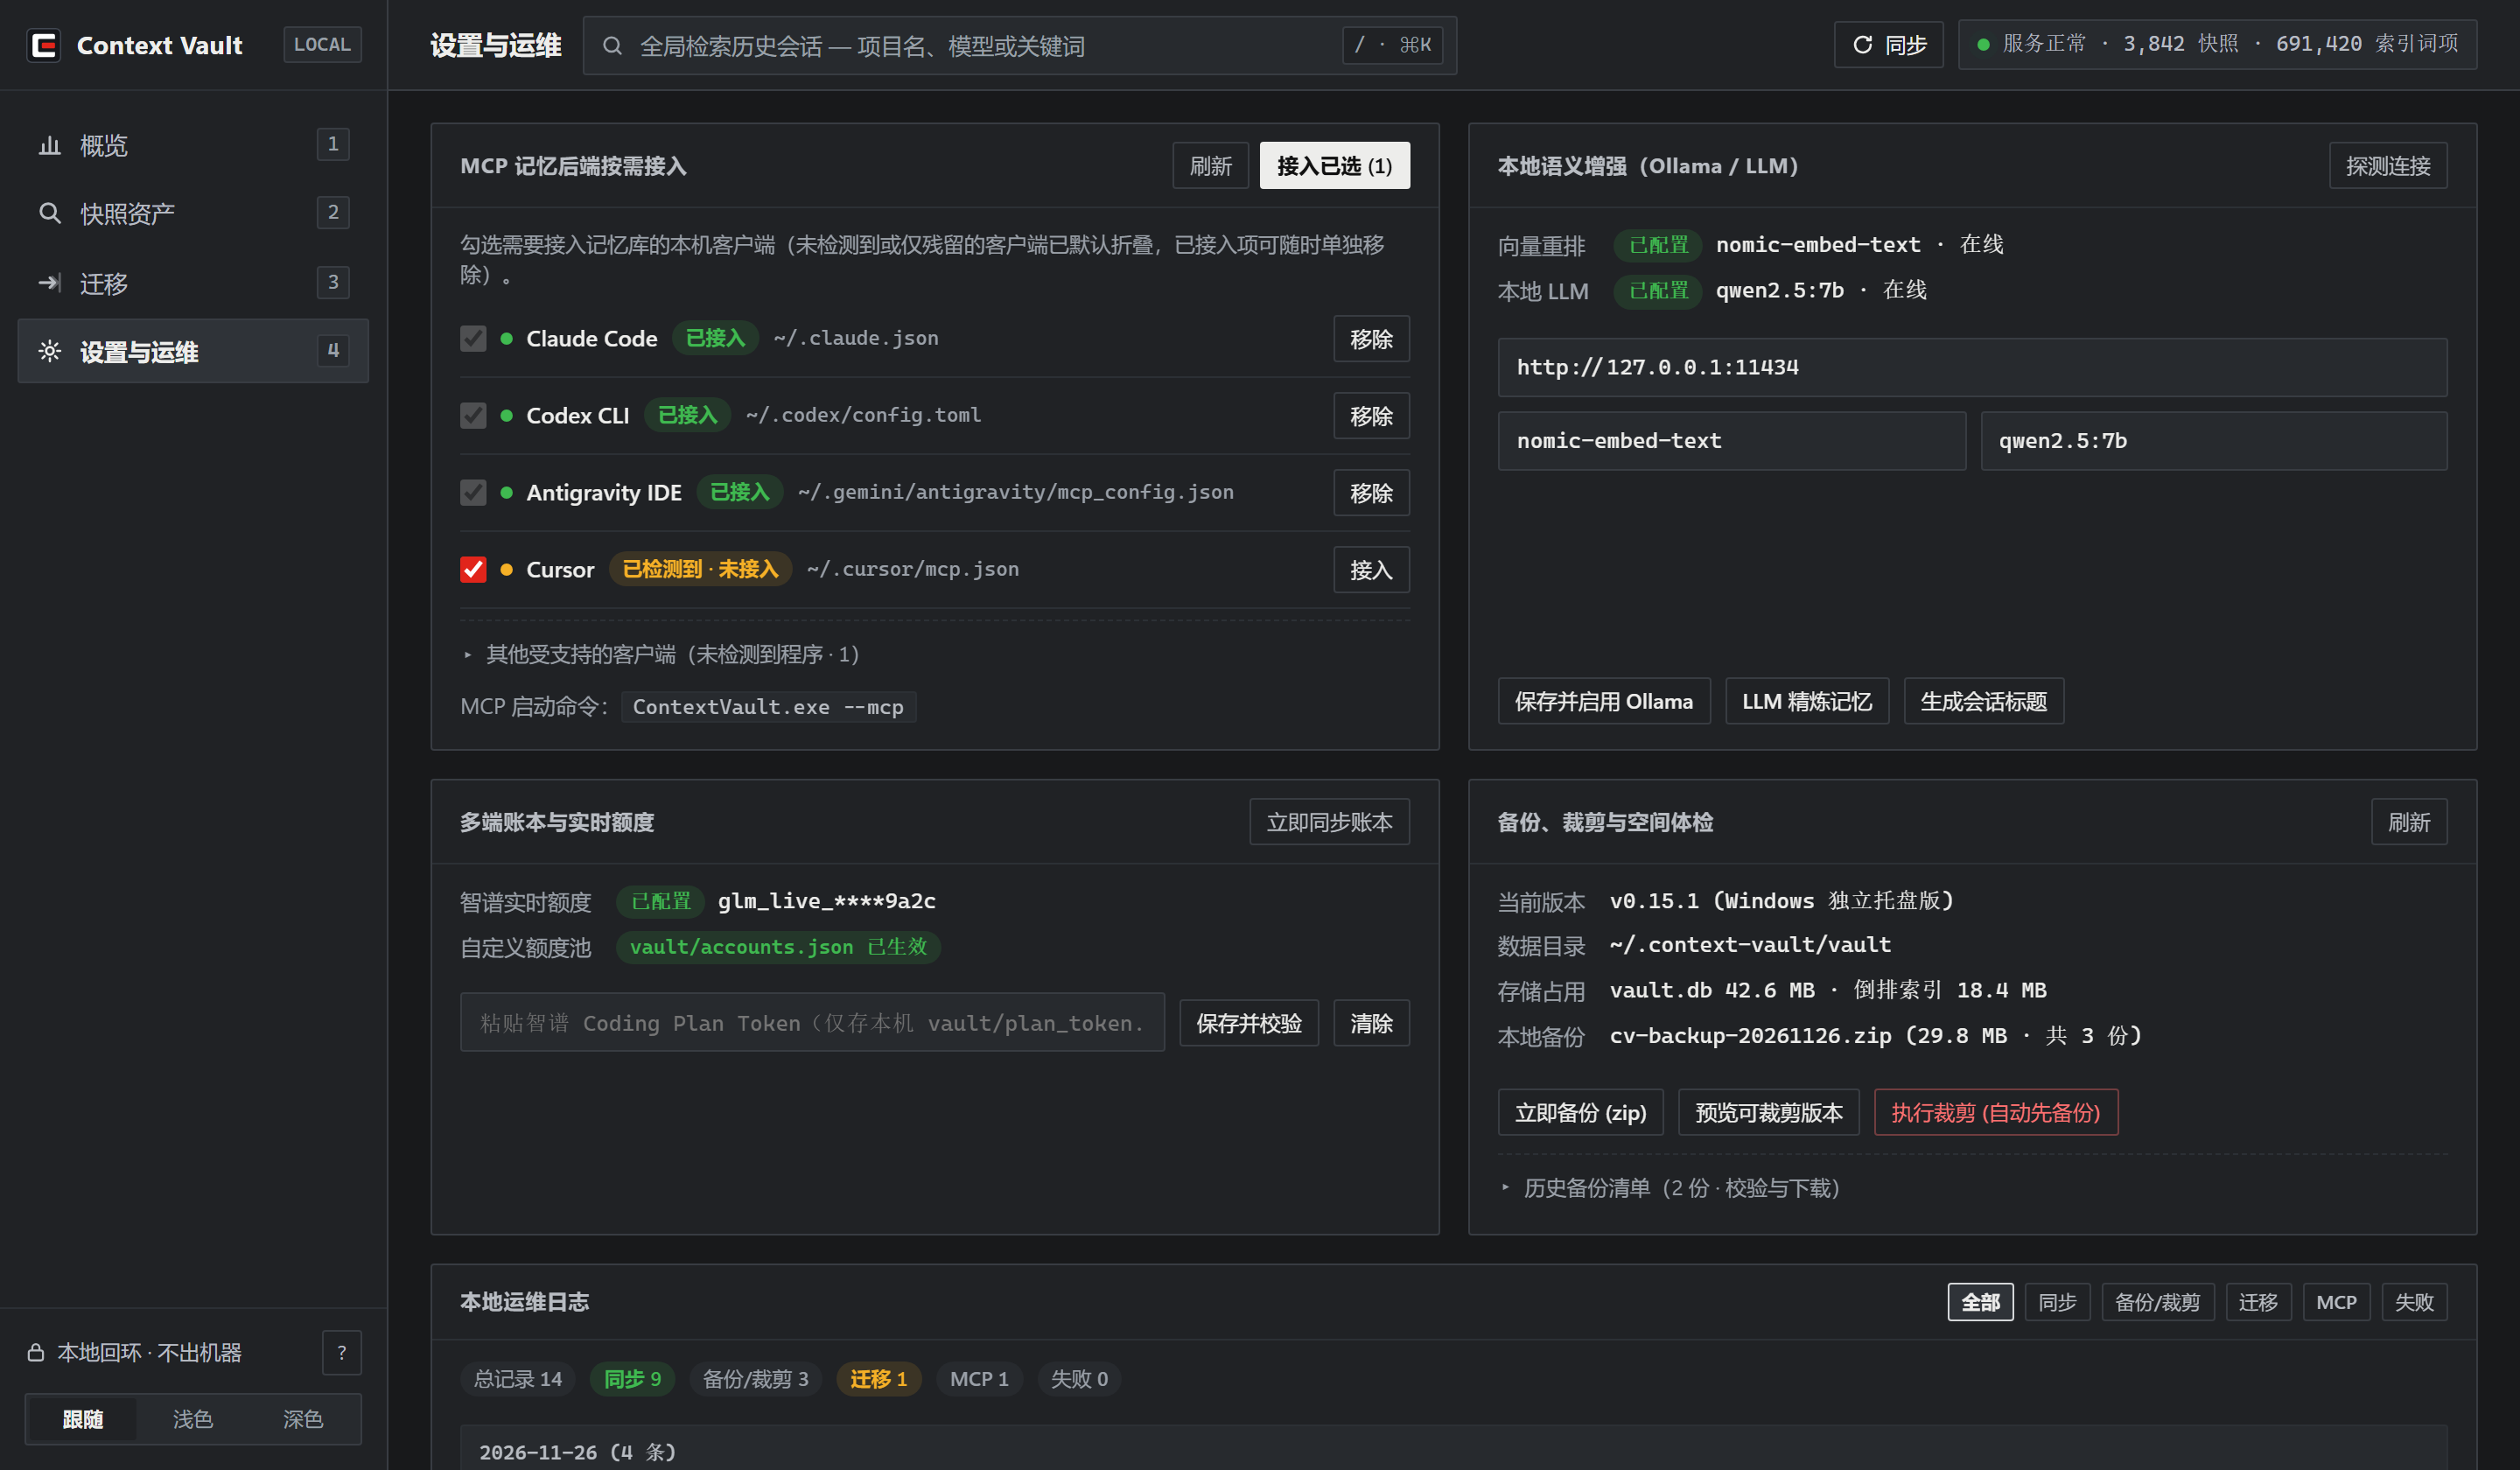 Context Vault
LOCAL
概览
1
快照资产
2
迁移
3
设置与运维
4
本地回环 · 不出机器
?
跟随
浅色
深色
设置与运维
全局检索历史会话 — 项目名、模型或关键词
/ · ⌘K
同步
服务正常 · 3,842 快照 · 691,420 索引词项
MCP 记忆后端按需接入
刷新
接入已选 (1)
勾选需要接入记忆库的本机客户端（未检测到或仅残留的客户端已默认折叠，已接入项可随时单独移
除）。
Claude Code 已接入 ~/.claude.json 移除
Codex CLI 已接入 ~/.codex/config.toml 移除
Antigravity IDE 已接入 ~/.gemini/antigravity/mcp_config.json 移除
Cursor 已检测到 · 未接入 ~/.cursor/mcp.json 接入
其他受支持的客户端（未检测到程序 · 1）
MCP 启动命令： ContextVault.exe --mcp
本地语义增强（Ollama / LLM）
探测连接
向量重排 已配置 nomic-embed-text · 在线
本地 LLM 已配置 qwen2.5:7b · 在线
http://127.0.0.1:11434
nomic-embed-text
qwen2.5:7b
保存并启用 Ollama
LLM 精炼记忆
生成会话标题
多端账本与实时额度
立即同步账本
智谱实时额度 已配置 glm_live_****9a2c
自定义额度池 vault/accounts.json 已生效
粘贴智谱 Coding Plan Token（仅存本机 vault/plan_token.
保存并校验
清除
备份、裁剪与空间体检
刷新
当前版本 v0.15.1 (Windows 独立托盘版)
数据目录 ~/.context-vault/vault
存储占用 vault.db 42.6 MB · 倒排索引 18.4 MB
本地备份 cv-backup-20261126.zip (29.8 MB · 共 3 份)
立即备份 (zip)
预览可裁剪版本
执行裁剪 (自动先备份)
历史备份清单（2 份 · 校验与下载）
本地运维日志
全部
同步
备份/裁剪
迁移
MCP
失败
总记录 14
同步 9
备份/裁剪 3
迁移 1
MCP 1
失败 0
2026-11-26 (4 条)